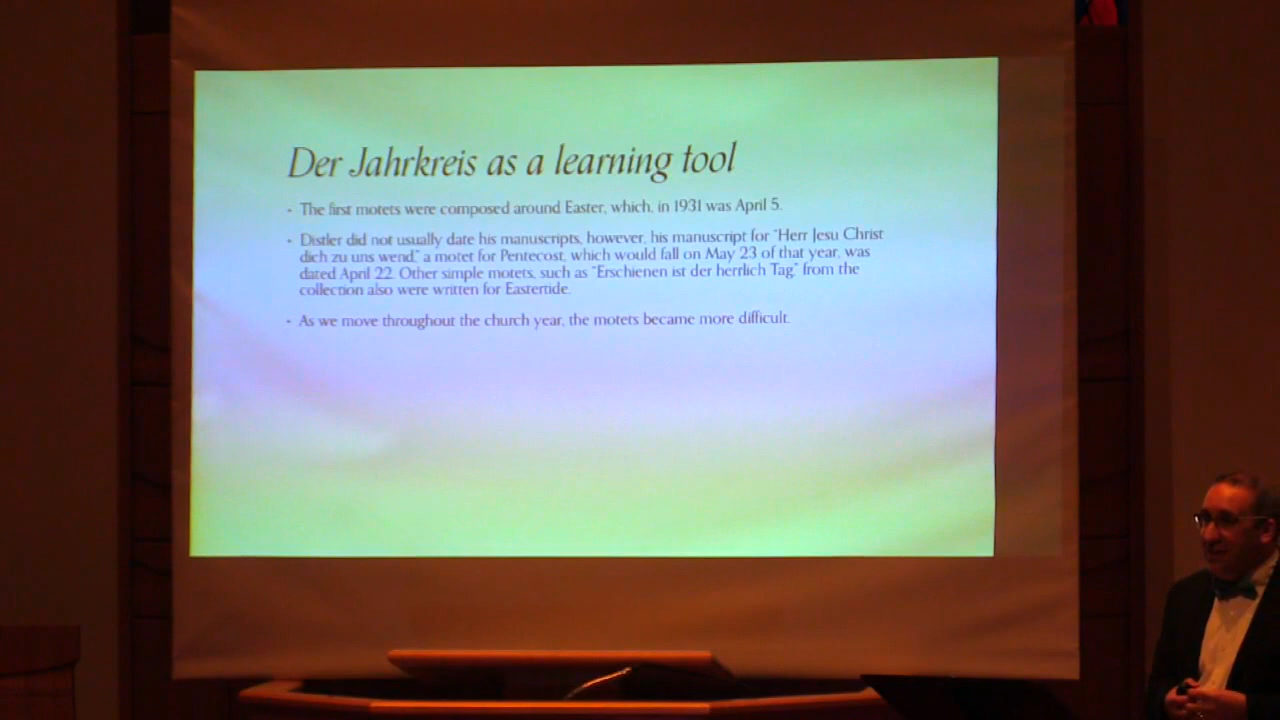 Der Jahrkreis as a learning tool
- The first motets were composed around Easter, which, in 1931 was April 5.
- Distler did not usually date his manuscripts, however, his manuscript for "Herr Jesu Christ
dich zu uns wend," a motet for Pentecost, which would fall on May 23 of that year, was
dated April 22. Other simple motets, such as "Erschienen ist der herrlich Tag" from the
collection also were written for Eastertide.
- As we move throughout the church year, the motets became more difficult.